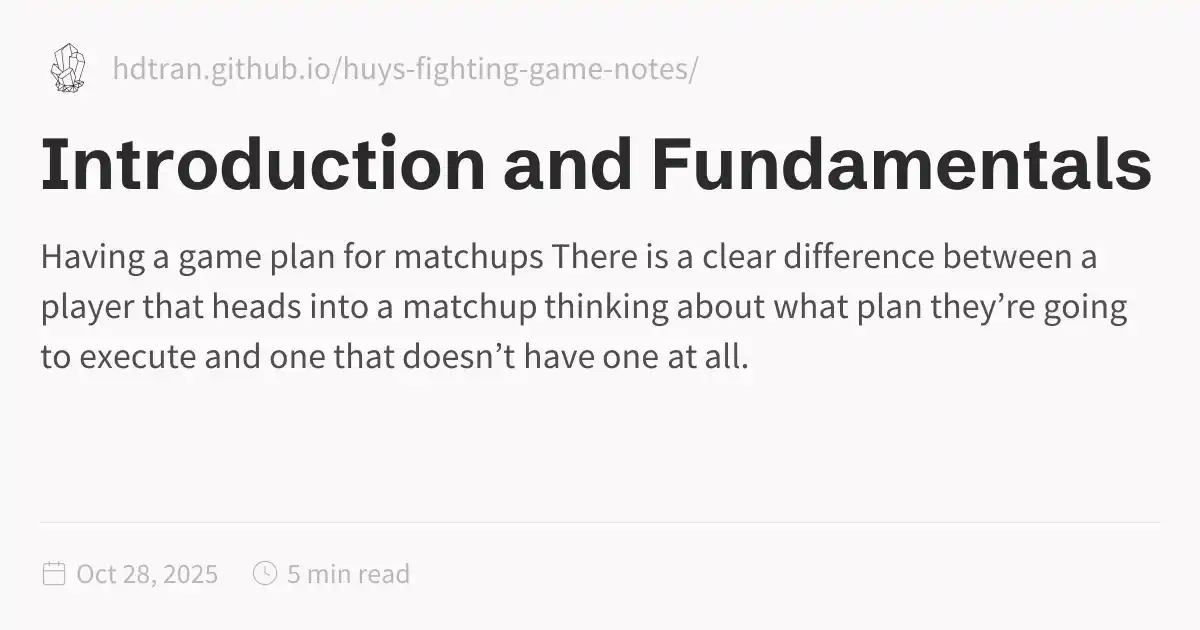 hdtran.github.io/huys-fighting-game-notes/
Introduction and Fundamentals
Having a game plan for matchups There is a clear difference between a
player that heads into a matchup thinking about what plan they’re going
to execute and one that doesn’t have one at all.
Oct 28, 2025 5 min read